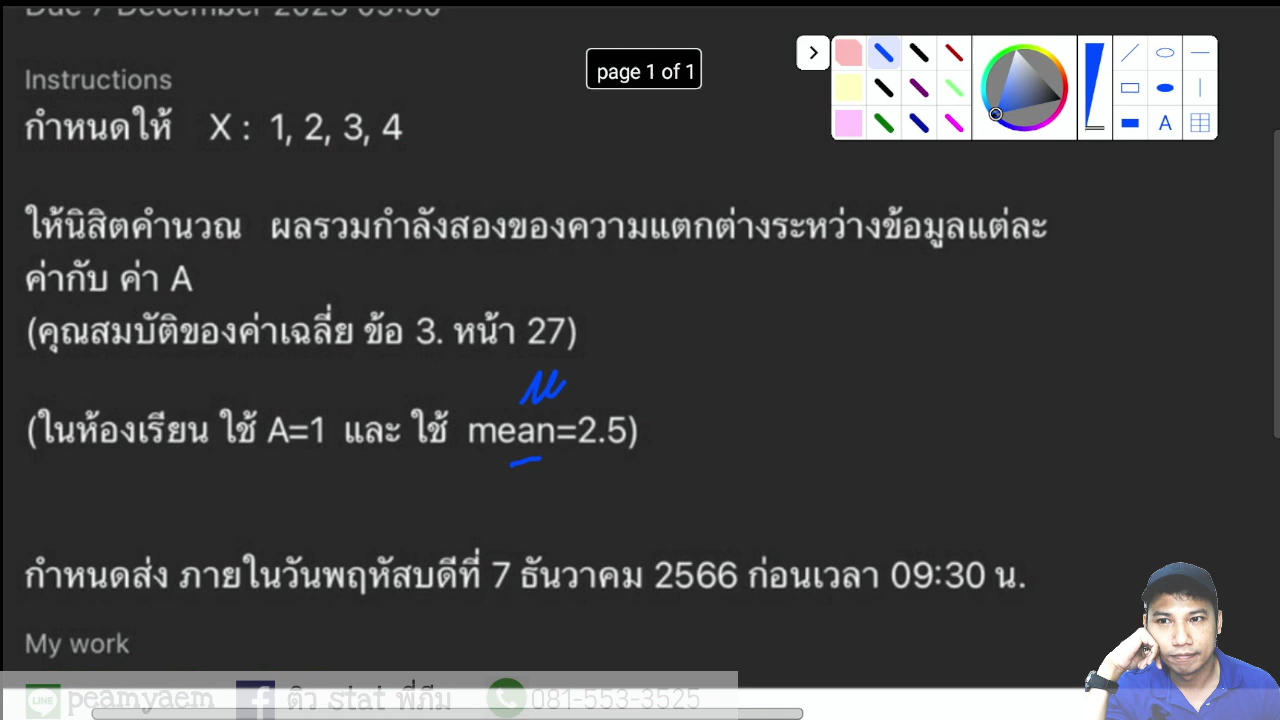 Due 7 December 2023 09:30
page 1 of 1
Instructions
กำหนดให้ X : 1, 2, 3, 4
ให้นิสิตคำนวณ ผลรวมกำลังสองของความแตกต่างระหว่างข้อมูลแต่ละ
ค่ากับ ค่า A
(คุณสมบัติของค่าเฉลี่ย ข้อ 3. หน้า 27)
μ
(ในห้องเรียน ใช้ A=1 และ ใช้ mean=2.5)
กำหนดส่ง ภายในวันพฤหัสบดีที่ 7 ธันวาคม 2566 ก่อนเวลา 09:30 น.
My work
LINE peamyaem f ติว stat พี่ภีม 081-553-3525